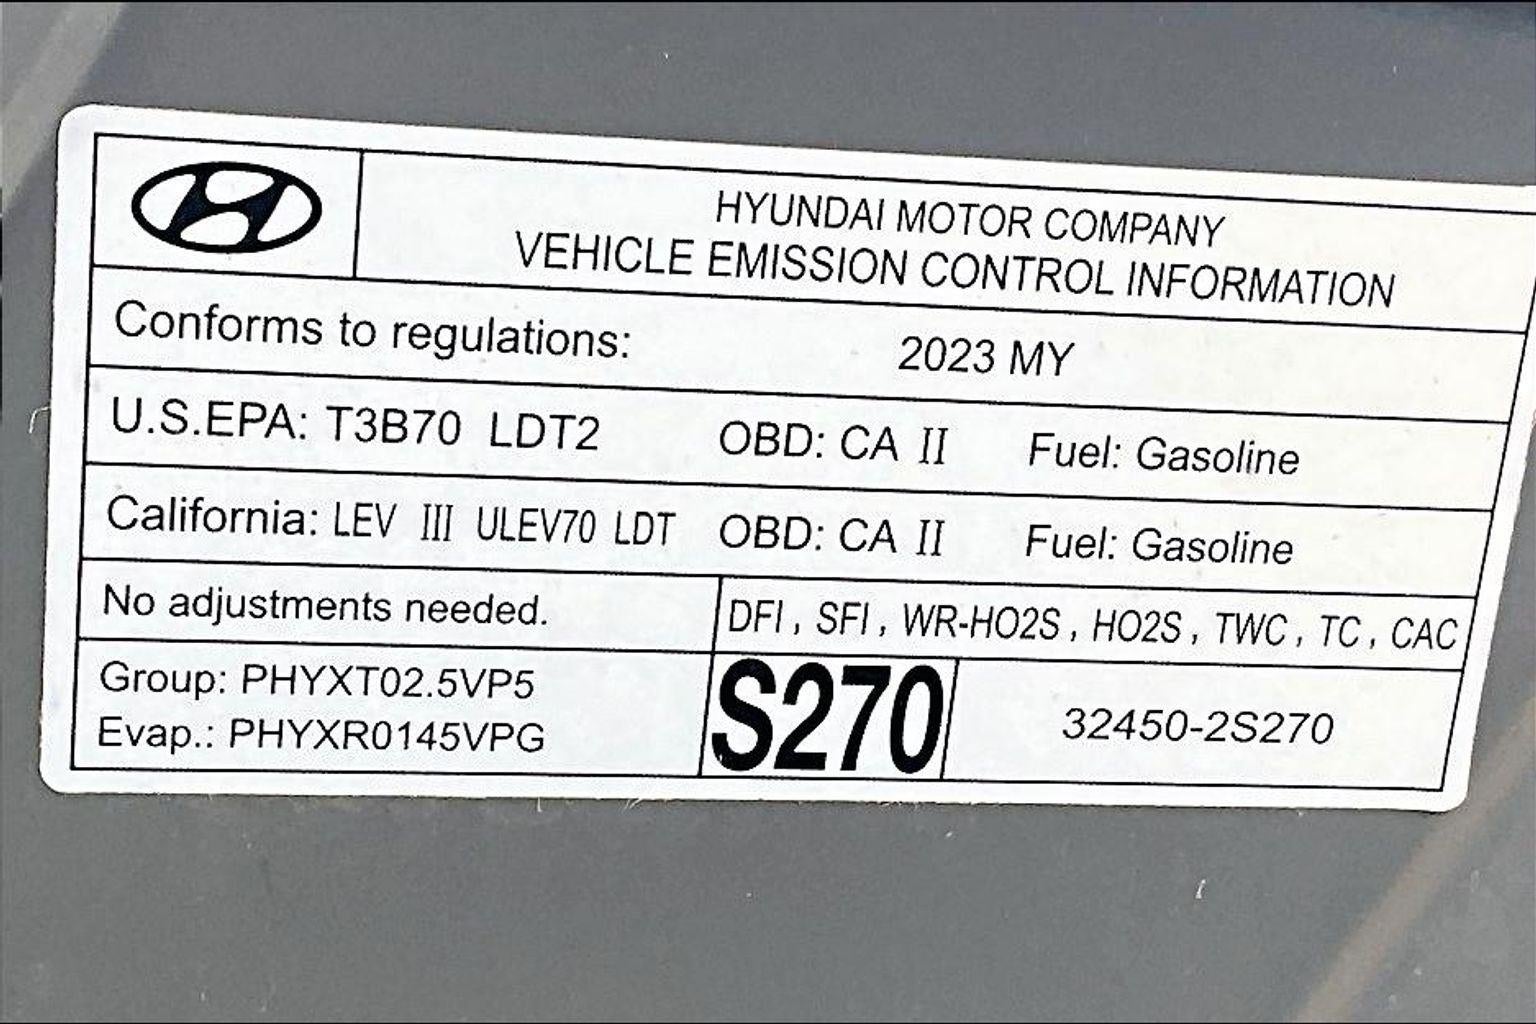 HYUNDAI MOTOR COMPANY
VEHICLE EMISSION CONTROL INFORMATION
Conforms to regulations: 2023 MY
U.S.EPA: T3B70 LDT2 OBD: CA II Fuel: Gasoline
California: LEV III ULEV70 LDT OBD: CA II Fuel: Gasoline
No adjustments needed. DFI , SFI , WR-HO2S , HO2S , TWC , TC , CAC
Group: PHYXT02.5VP5
Evap.: PHYXR0145VPG
S270
32450-2S270